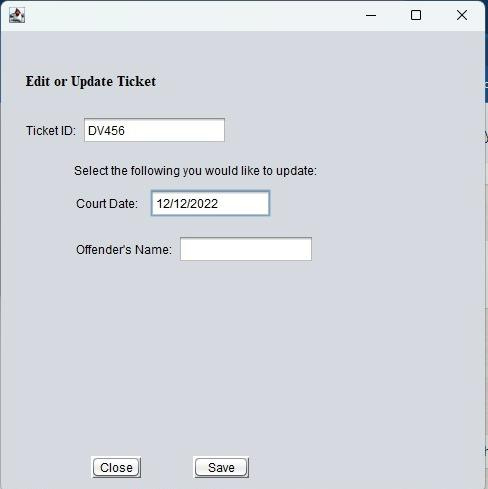 Edit or Update Ticket
Ticket ID: DV456
Select the following you would like to update:
Court Date: 12/12/2022
Offender's Name:
Close Save